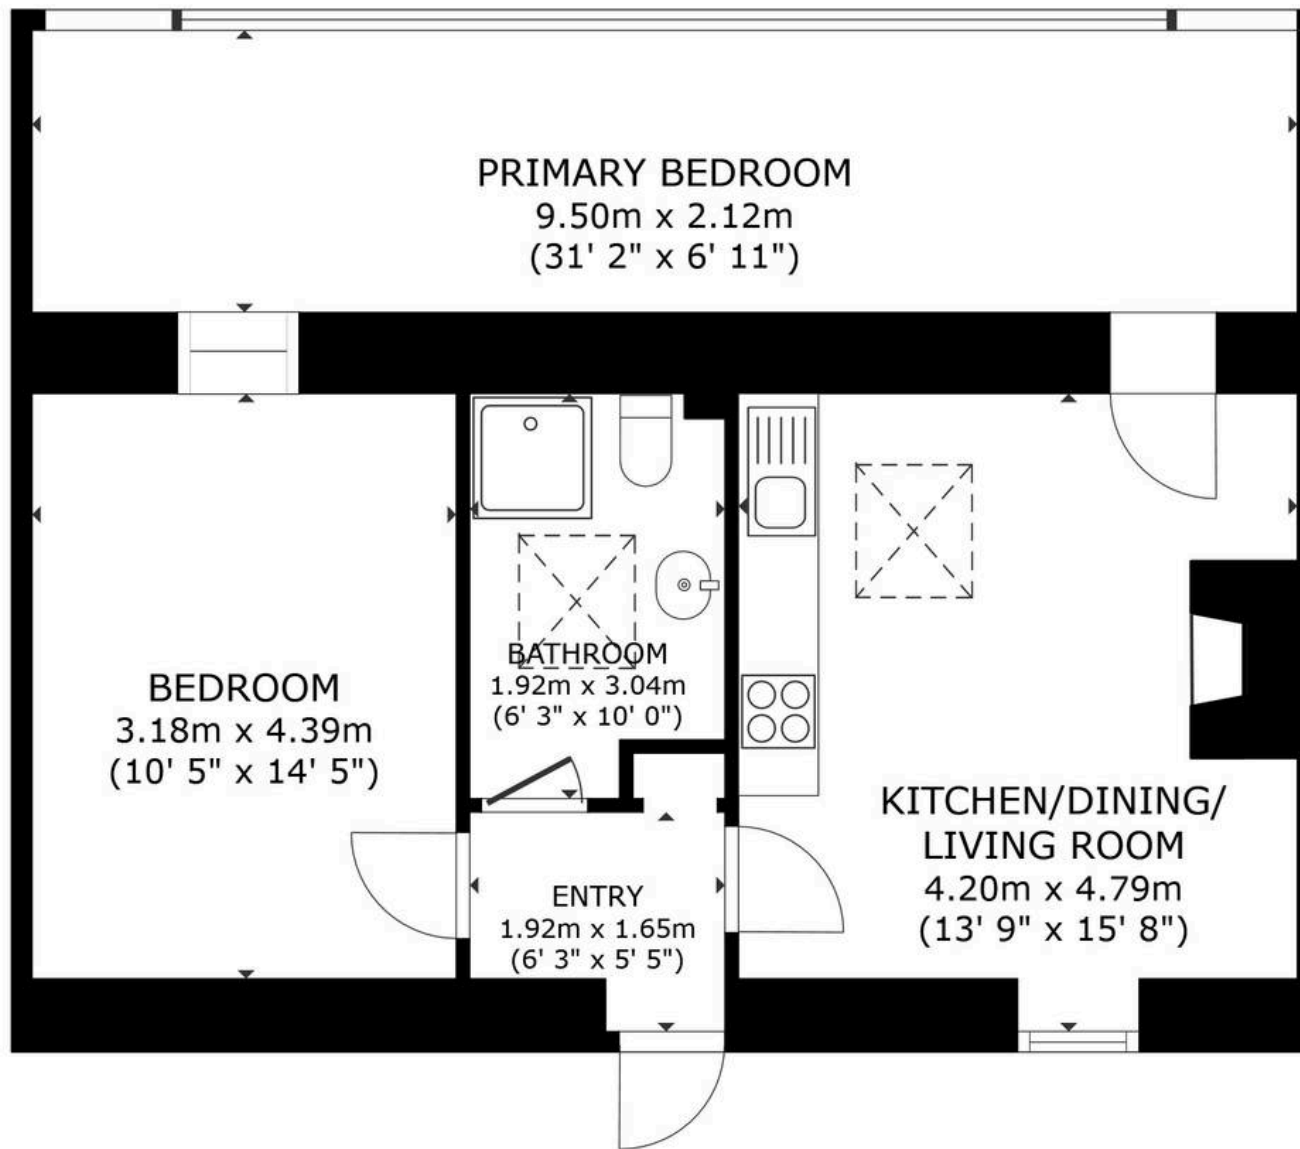 PRIMARY BEDROOM
9.50m x 2.12m
(31' 2" x 6' 11")
BEDROOM
3.18m x 4.39m
(10' 5" x 14' 5")
BATHROOM
1.92m x 3.04m
(6' 3" x 10' 0")
ENTRY
1.92m x 1.65m
(6' 3" x 5' 5")
KITCHEN/DINING/
LIVING ROOM
4.20m x 4.79m
(13' 9" x 15' 8")